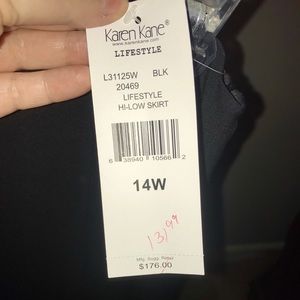 Karen Kane®
www.karenkane.com
LIFESTYLE
L31125W BLK
20469
LIFESTYLE
HI-LOW SKIRT
6 38940 10566 2
14W
13,99
Mfg. Sugg. Retail
$176.00